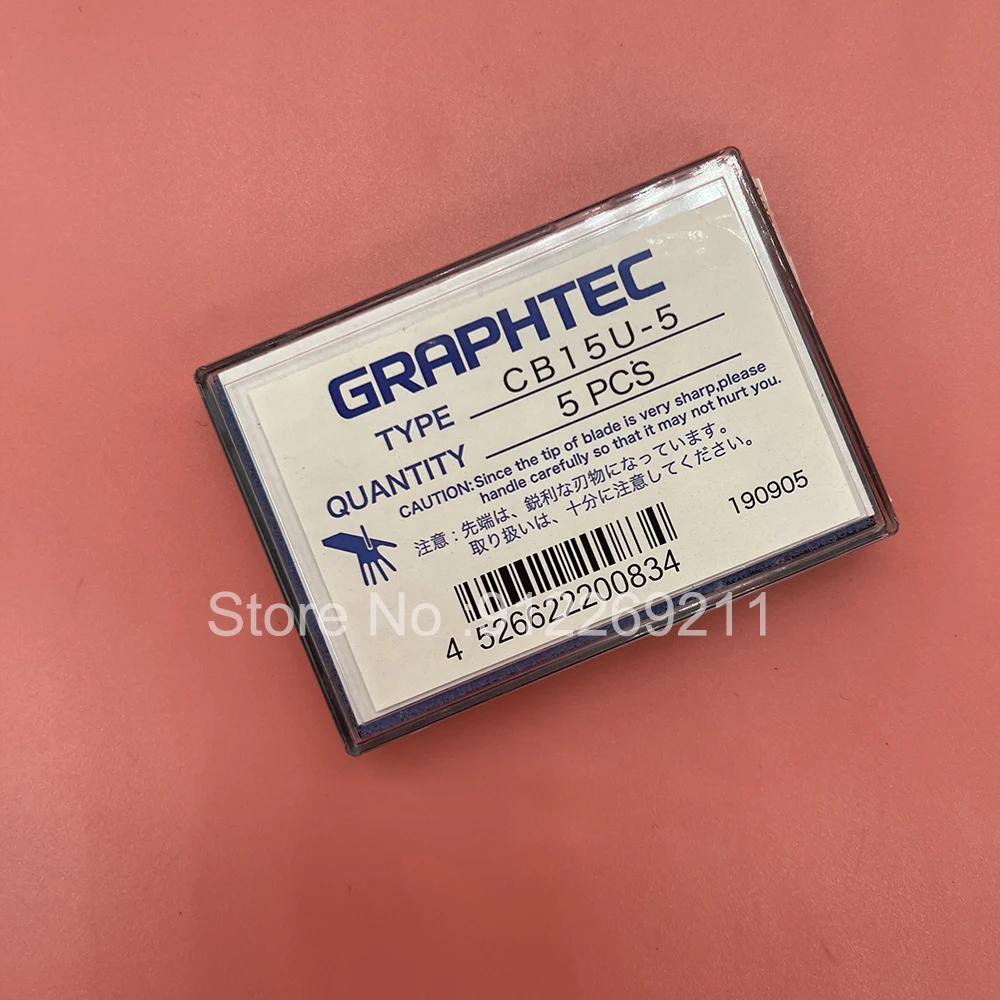 GRAPHTEC
TYPE CB15U-5
QUANTITY 5 PCS
CAUTION:Since the tip of blade is very sharp,please
handle carefully so that it may not hurt you.
注意：先端は、鋭利な刃物になっています。
取り扱いは、十分に注意してください。
190905
4 526622200834
Store No :912269211